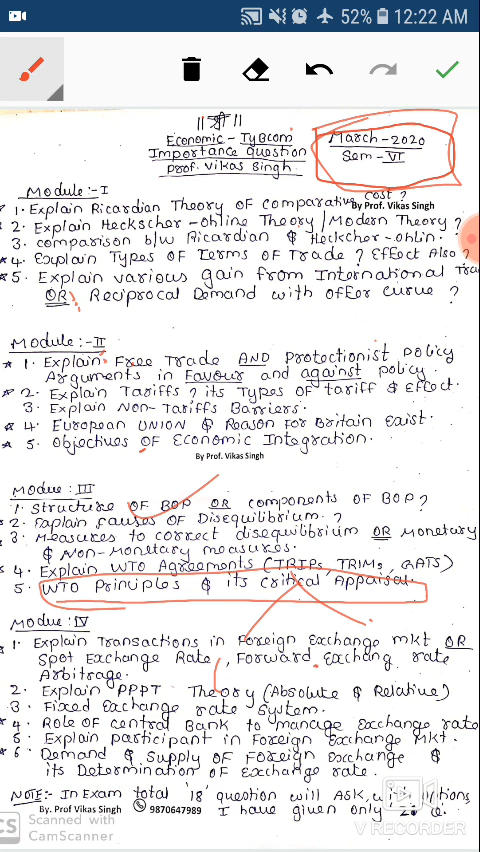 52% 12:22 AM
|| श्री ||
Economic - TyBcom
Importance Question
Prof. Vikas Singh.
March - 2020
Sem - VI
Module :- I
1. Explain Ricardian Theory OF comparative cost ?
By Prof. Vikas Singh
2. Explain Heckscher - ohline Theory / Modern Theory ?
3. comparison b/w Ricardian & Heckcher-ohlin.
4. Explain Types of Terms OF Trade ? Effect Also ?
5. Explain various gain from International Tra
OR Reciprocal Demand with offer curve ?
Module :- II
1. Explain Free Trade AND Protectionist Policy
Arguments in Favour and against policy.
2. Explain Tariffs ? its Types of tariff & Effect.
3. Explain Non-Tariffs Barriers.
4. European UNION & Reason For Britain Exist.
5. Objectives OF Economic Integration.
By Prof. Vikas Singh
Modue : III
1. Structure OF BOP OR components OF BOP ?
2. Explain causes OF Disequilibrium. ?
3. Measures to correct disequilibrium OR Monetary
& Non-Monetary measures.
4. Explain WTO Agreements (TRIPs, TRIMs, GATS)
5. WTO Principles & its Critical Appraisal.
Modue IV
1. Explain Transactions in Foreign Exchange mkt OR
Spot Exchange Rate, Forward Exchang rate
Arbitrage.
2. Explain PPPT Theory (Absolute & Relative)
3. Fixed Exchange rate System.
4. Role OF central Bank to manage Exchange rate
5. Explain participant in Foreign Exchange Mkt.
6. Demand & Supply OF Foreign Exchange &
its Determination OF Exchange rate.
NOTE:- In Exam total '18' question will ASK, with options,
By. Prof Vikas Singh 9870647989 I have given only 21 Q.
CS Scanned with
CamScanner
V RECORDER